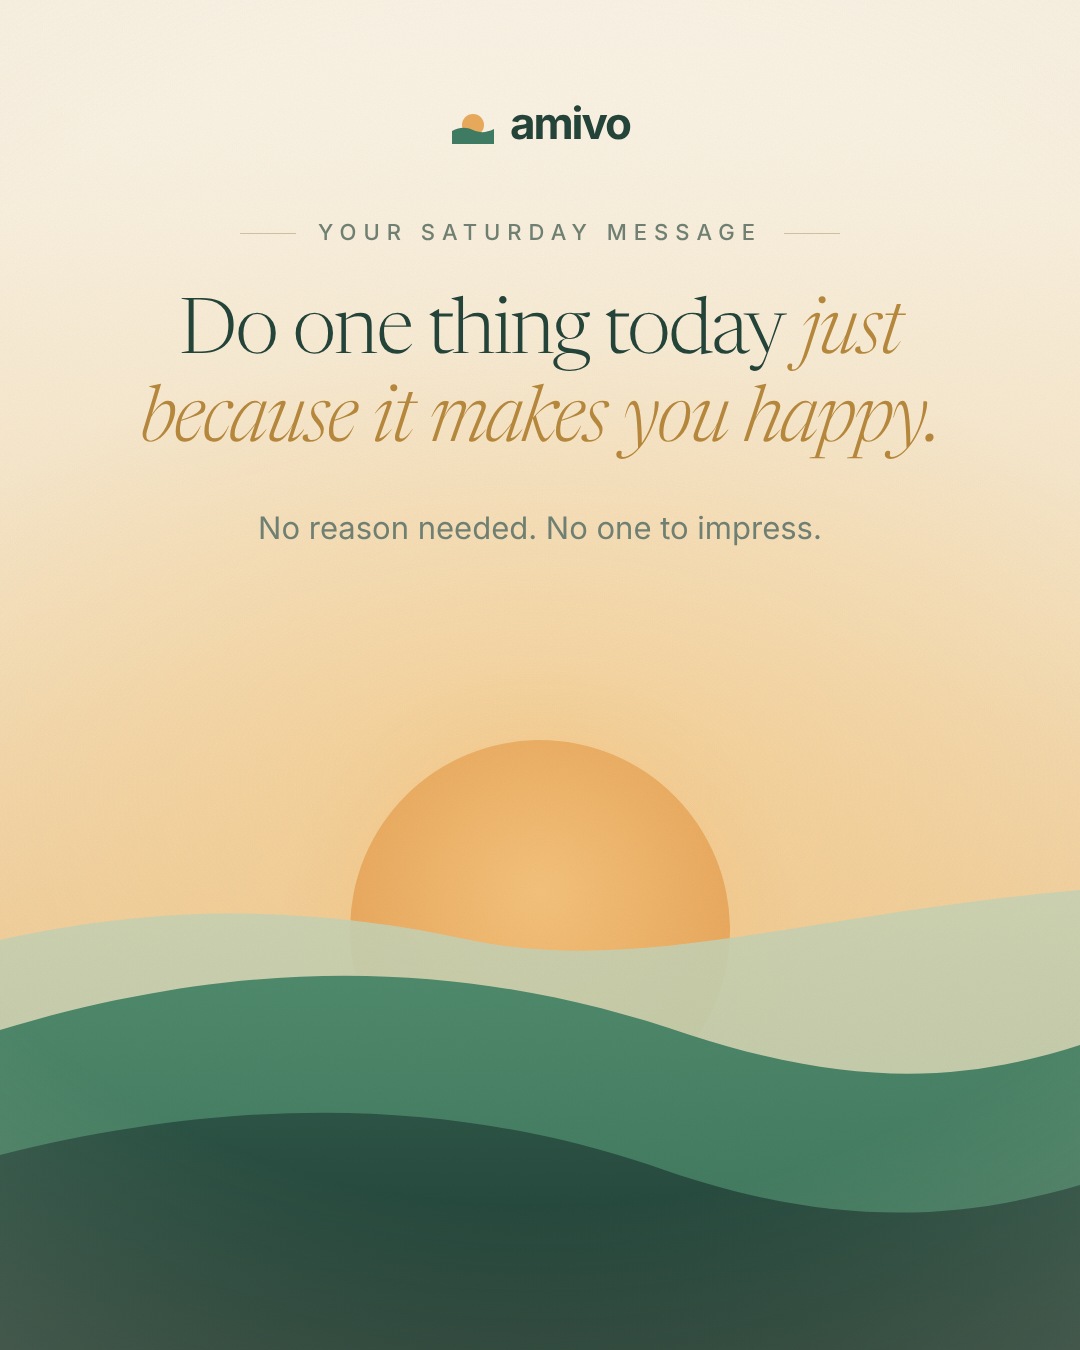 amivo
YOUR SATURDAY MESSAGE
Do one thing today just
because it makes you happy.
No reason needed. No one to impress.